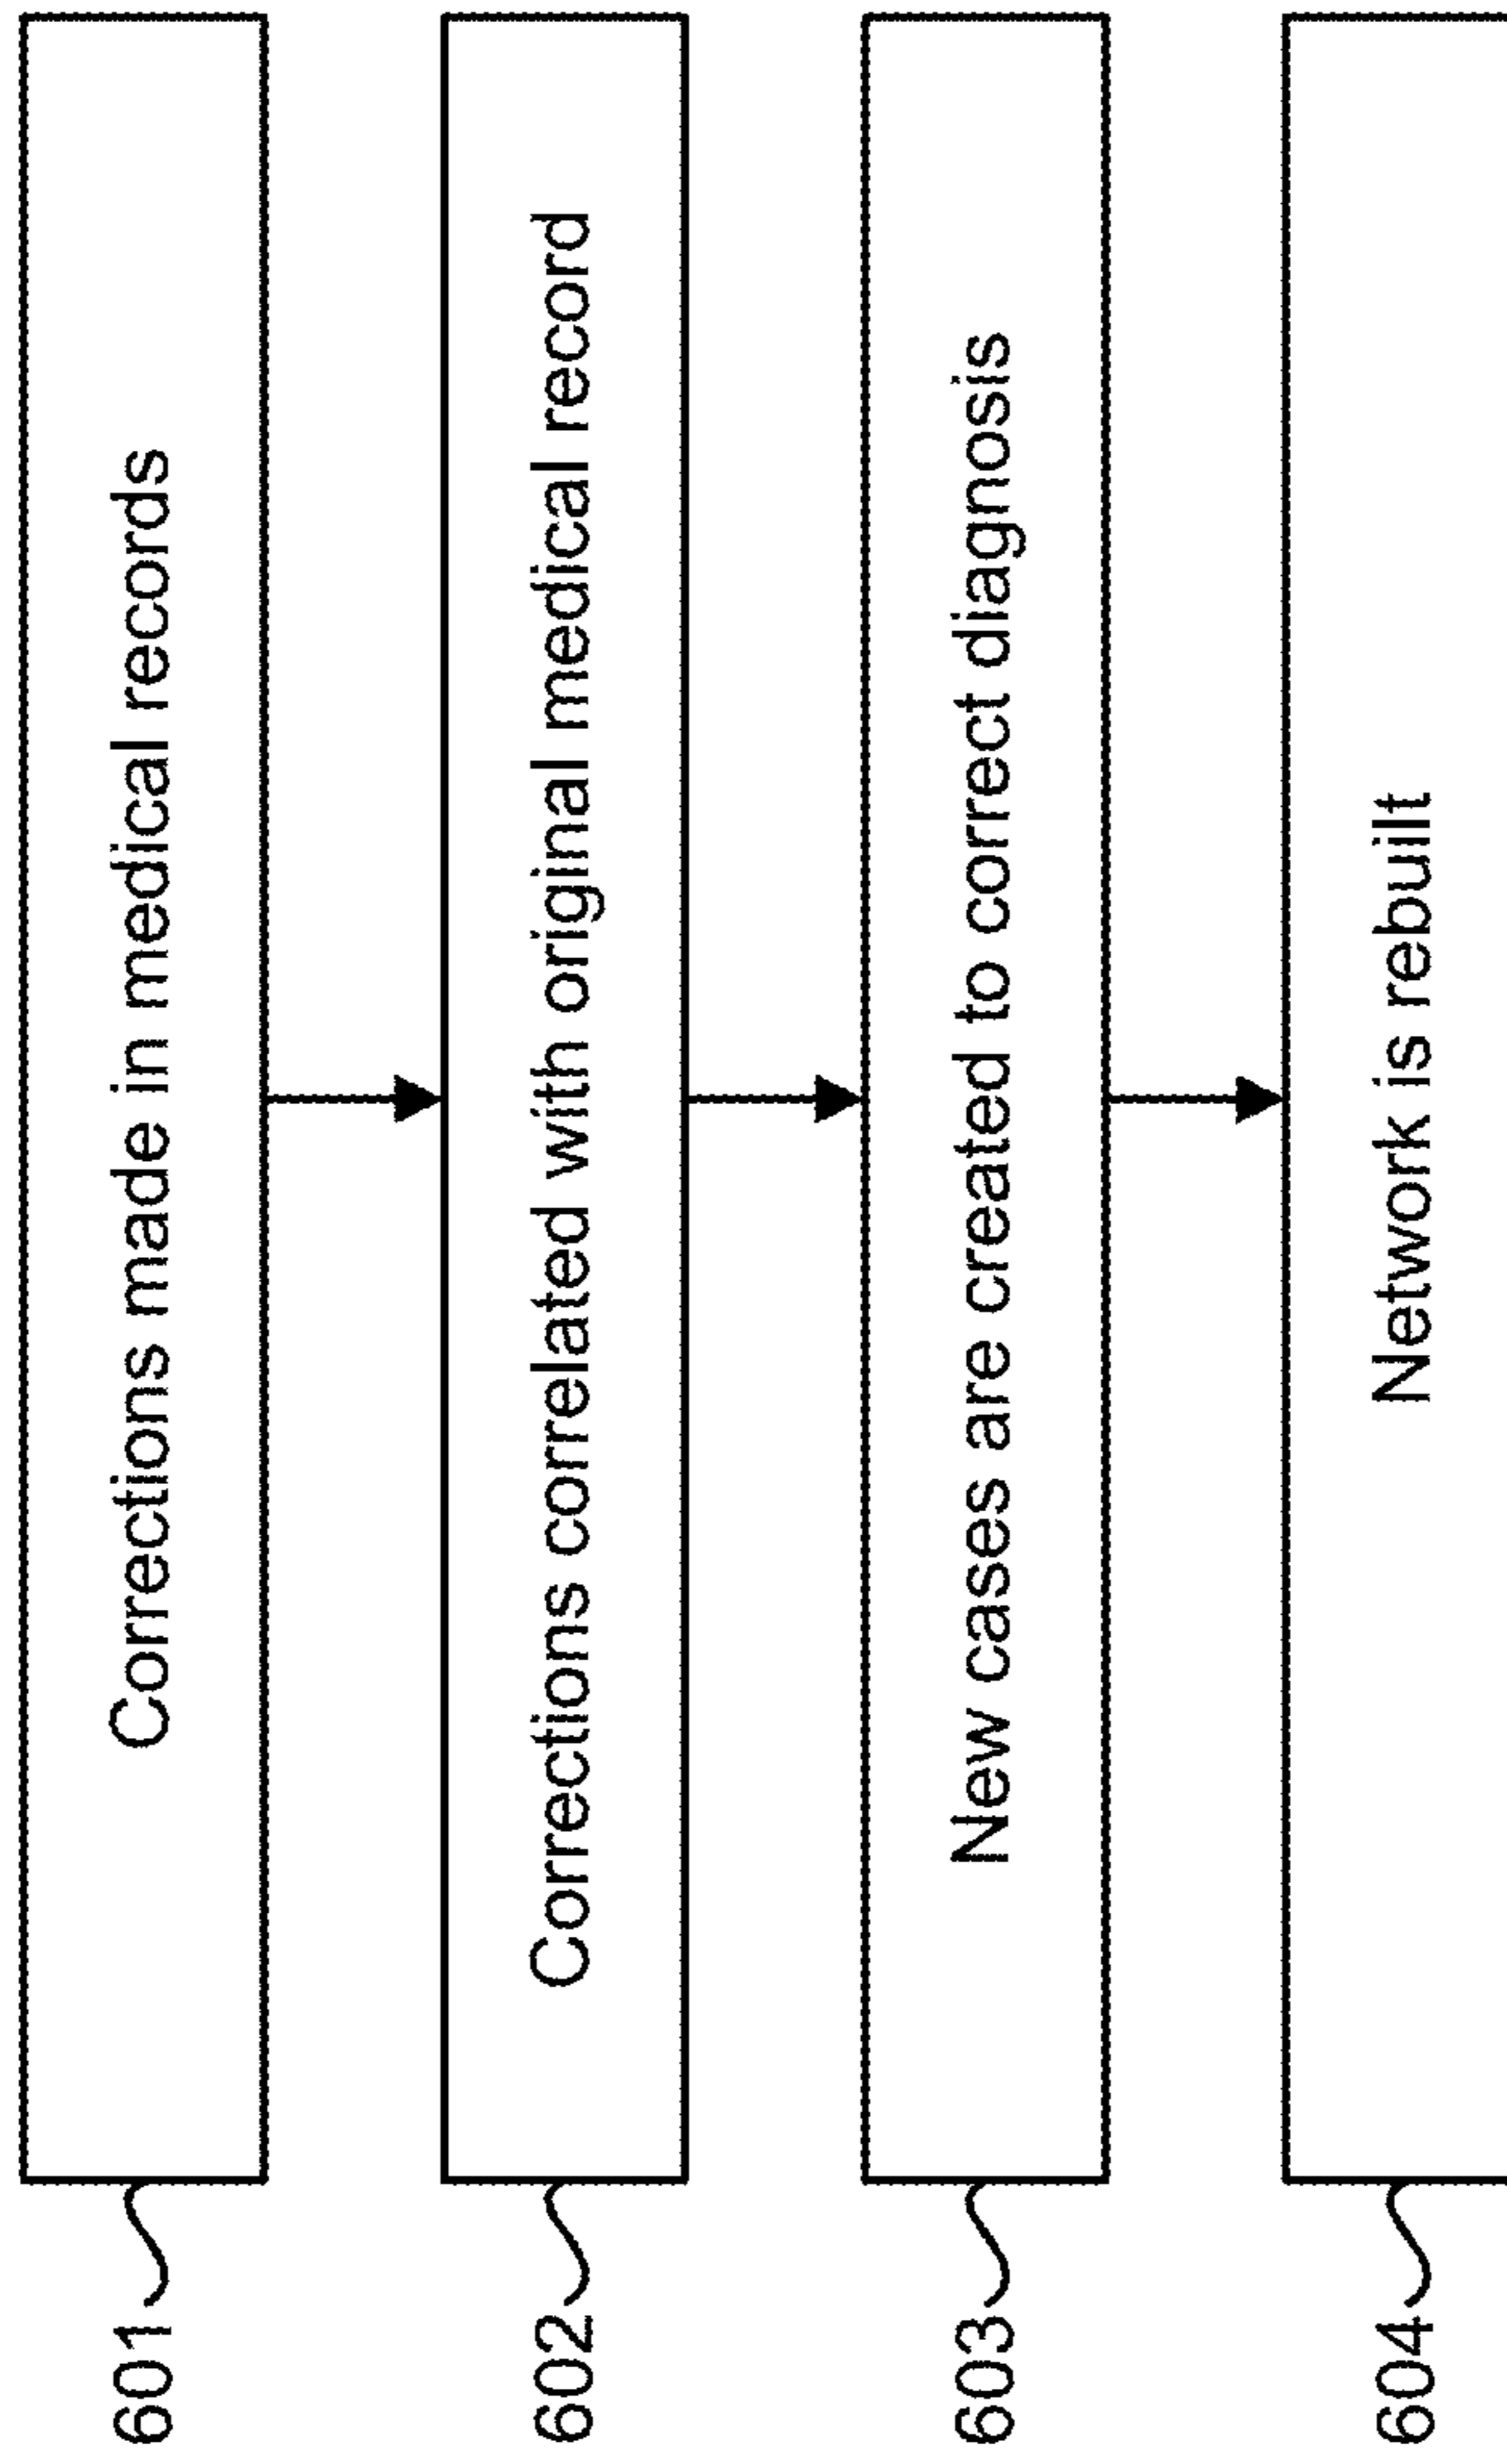 601
Corrections made in medical records
602
Corrections correlated with original medical record
603
New cases are created to correct diagnosis
604
Network is rebuilt